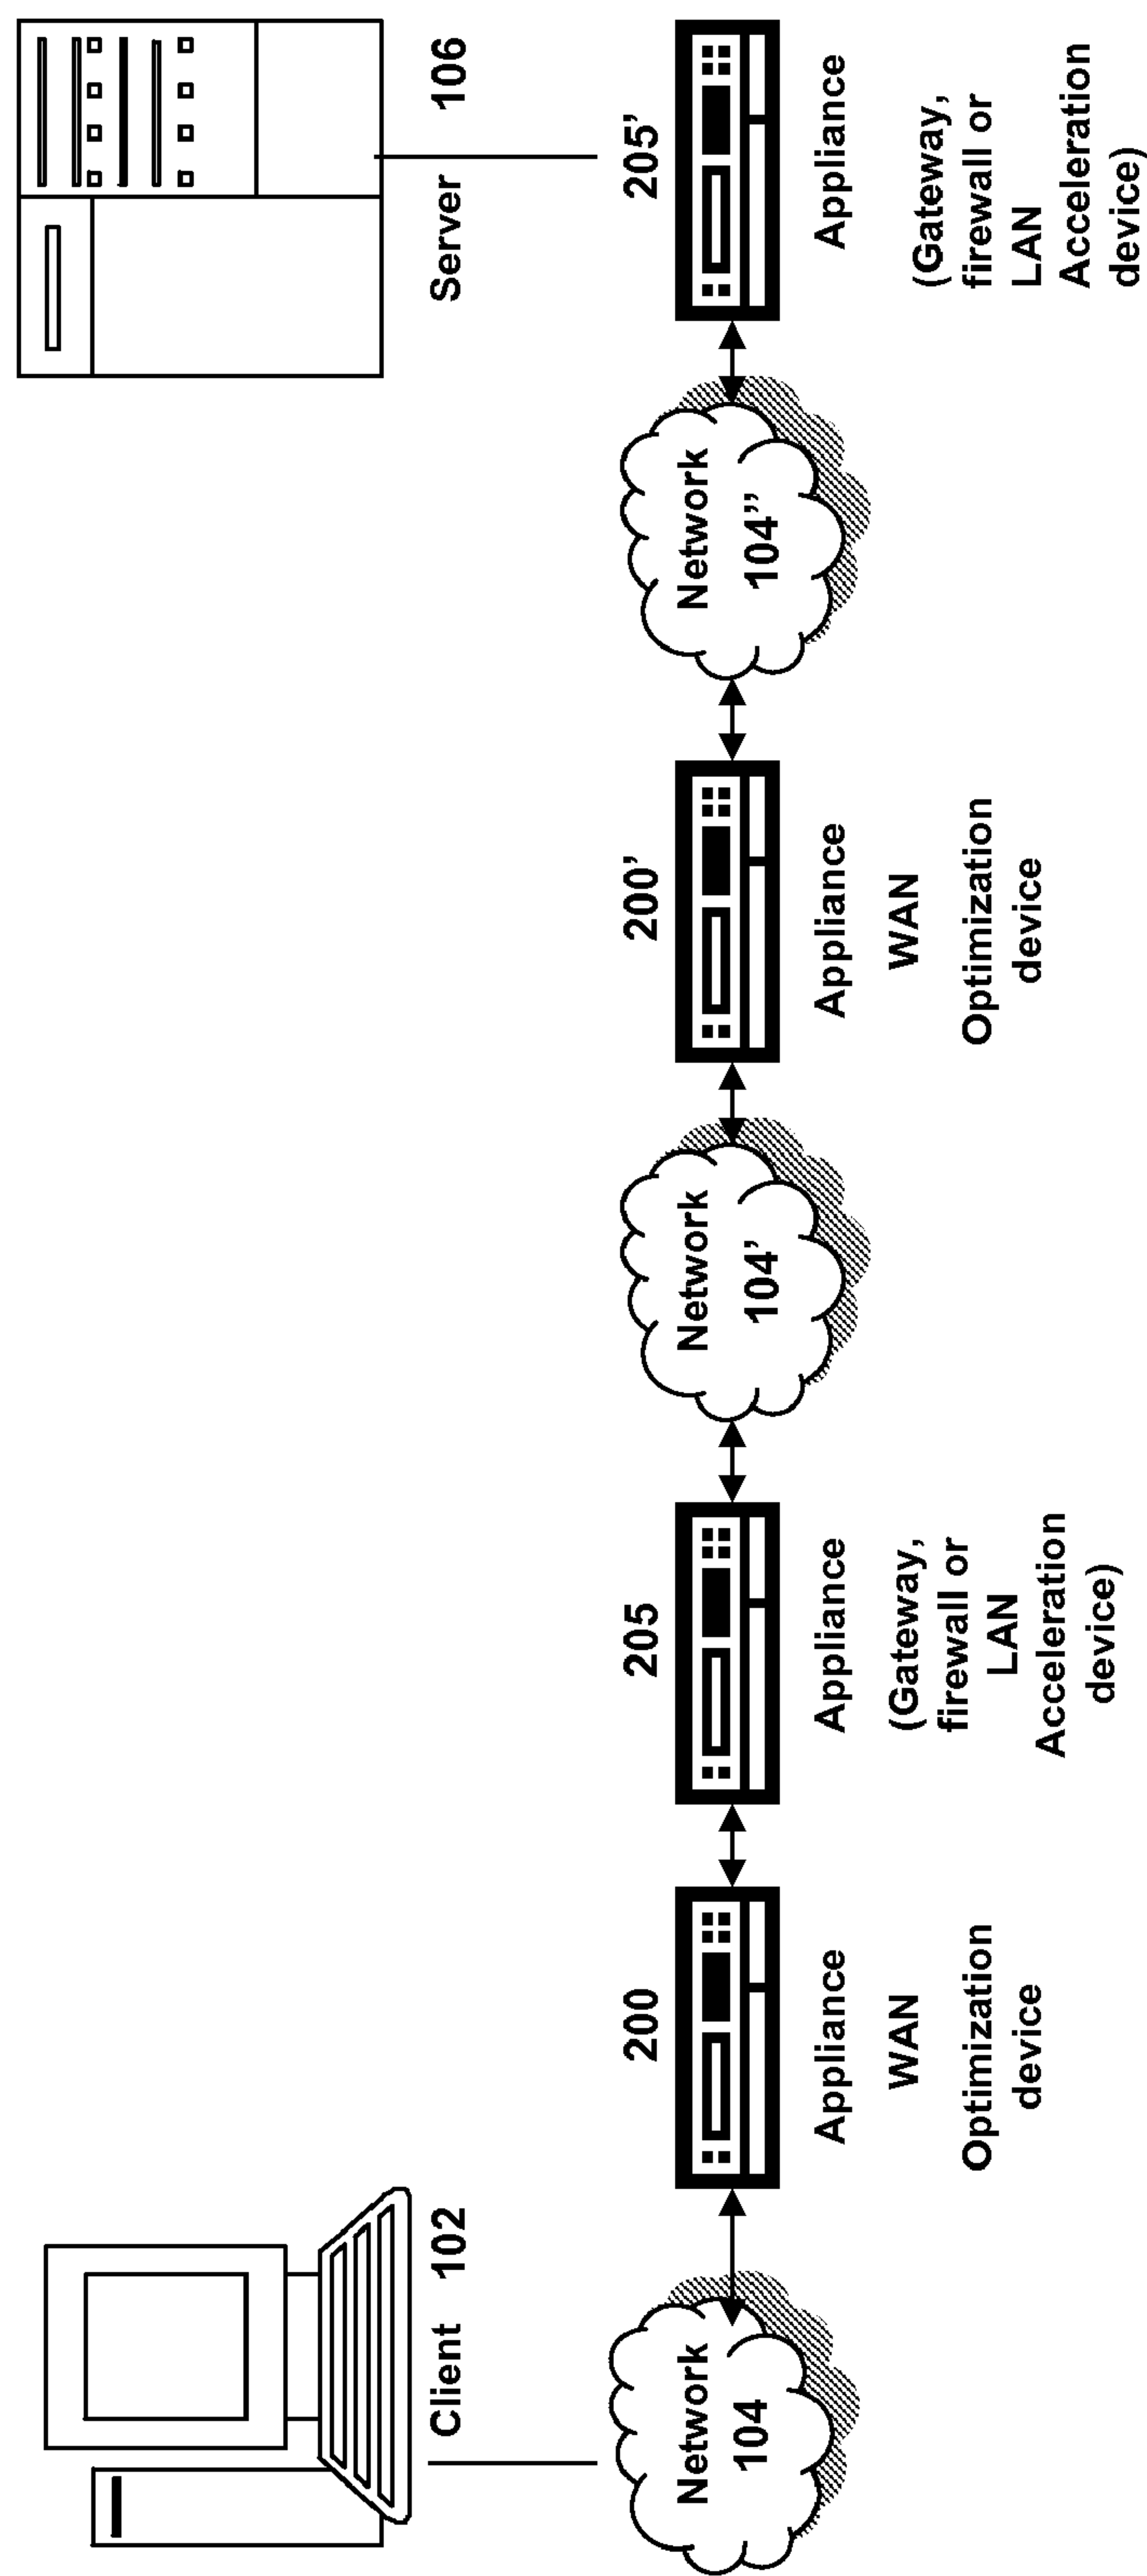 Client 102
Server 106
Network
104
200
Appliance
WAN
Optimization
device
205
Appliance
(Gateway,
firewall or
LAN
Acceleration
device)
Network
104’
200’
Appliance
WAN
Optimization
device
Network
104’’
205’
Appliance
(Gateway,
firewall or
LAN
Acceleration
device)